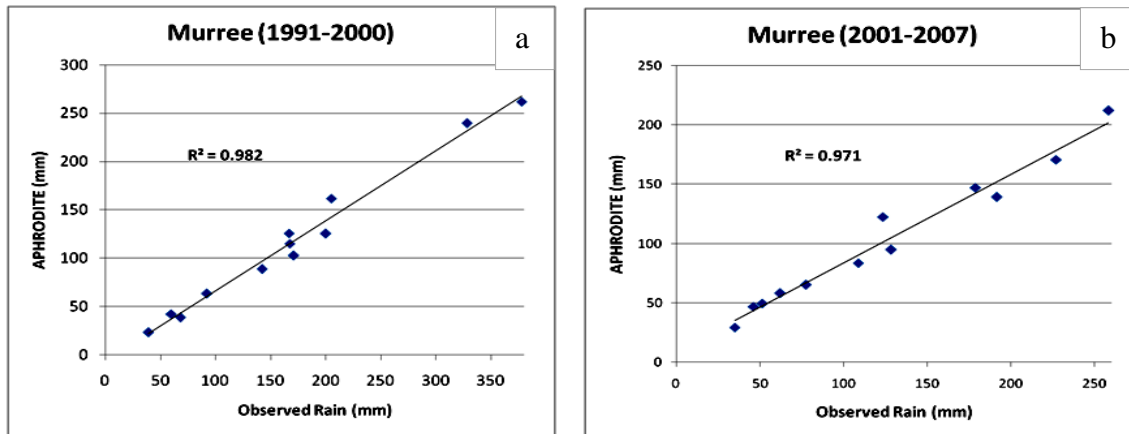 Murree (1991-2000)
a
300
250
200
150
100
50
0
APHRODITE (mm)
R² = 0.982
0 50 100 150 200 250 300 350
Observed Rain (mm)
Murree (2001-2007)
b
250
200
150
100
50
0
APHRODITE (mm)
R² = 0.971
0 50 100 150 200 250
Observed Rain (mm)